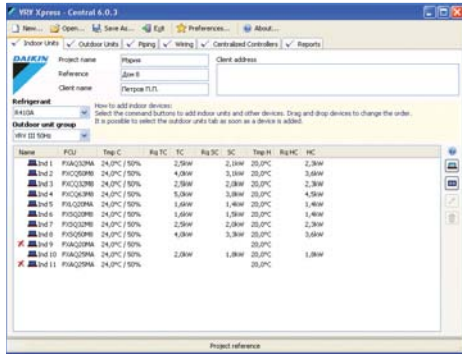 VRV Xpress - Central 6.0.3
New... Open... Save As... Exit Preferences... About...
Indoor Units Outdoor Units Piping Wiring Centralized Controllers Reports
DAIKIN Project name Мэрия Client address
Reference Дом 8
Client name Петров П.П.
Refrigerant
R410A
How to add indoor devices:
Select the command buttons to add indoor units and other devices. Drag and drop devices to change the order.
It is possible to select the outdoor units tab as soon as a device is added.
Outdoor unit group
VRV III 50Hz
Name FCU Tmp C Rq TC TC Rq SC SC Tmp H Rq HC HC
Ind 1 FXAQ32MA 24,0°C / 50% 2,5kW 2,1kW 20,0°C 2,3kW
Ind 2 FXCQ50M8 24,0°C / 50% 4,0kW 3,1kW 20,0°C 3,6kW
Ind 3 FXSQ32M8 24,0°C / 50% 2,5kW 2,0kW 20,0°C 2,3kW
Ind 4 FXCQ63M8 24,0°C / 50% 5,0kW 3,8kW 20,0°C 4,5kW
Ind 5 FXLQ20MA 24,0°C / 50% 1,6kW 1,4kW 20,0°C 1,4kW
Ind 6 FXSQ20M8 24,0°C / 50% 1,6kW 1,5kW 20,0°C 1,4kW
Ind 7 FXSQ32M8 24,0°C / 50% 2,5kW 2,0kW 20,0°C 2,3kW
Ind 8 FXSQ50M8 24,0°C / 50% 4,0kW 3,3kW 20,0°C 3,6kW
Ind 9 FXAQ20MA 24,0°C / 50% 20,0°C
Ind 10 FXAQ25MA 24,0°C / 50% 2,0kW 1,8kW 20,0°C 1,8kW
Ind 11 FXAQ25MA 24,0°C / 50% 20,0°C
Project reference